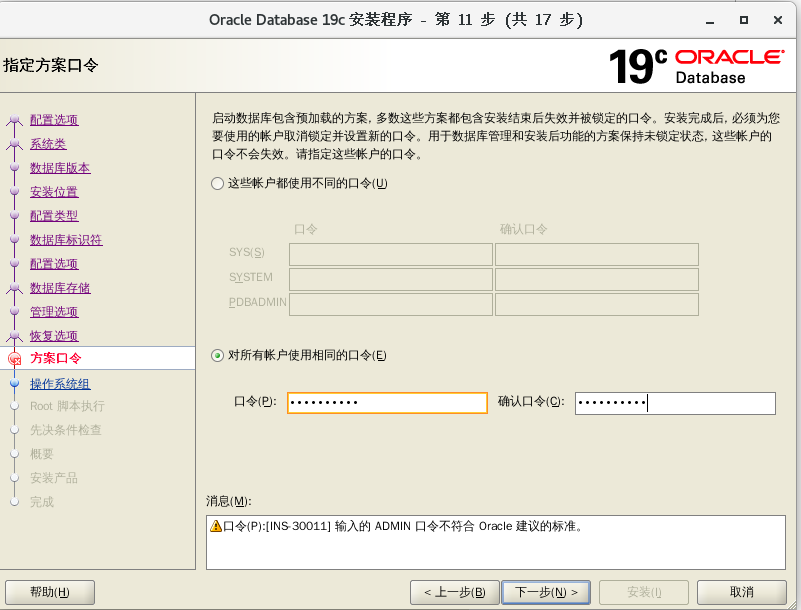 Oracle Database 19c 安装程序 - 第 11 步 (共 17 步)
指定方案口令
19c ORACLE
Database
配置选项
系统类
数据库版本
安装位置
配置类型
数据库标识符
配置选项
数据库存储
管理选项
恢复选项
方案口令
操作系统组
Root 脚本执行
先决条件检查
概要
安装产品
完成
启动数据库包含预加载的方案, 多数这些方案都包含安装结束后失效并被锁定的口令。安装完成后, 必须为您
要使用的帐户取消锁定并设置新的口令。用于数据库管理和安装后功能的方案保持未锁定状态, 这些帐户的
口令不会失效。请指定这些帐户的口令。
这些帐户都使用不同的口令(U)
口令 确认口令
SYS(S)
SYSTEM
PDBADMIN
对所有帐户使用相同的口令(E)
口令(P): •••••••••• 确认口令(C): ••••••••••
消息(M):
口令(P):[INS-30011] 输入的 ADMIN 口令不符合 Oracle 建议的标准。
帮助(H) < 上一步(B) 下一步(N) > 安装(I) 取消